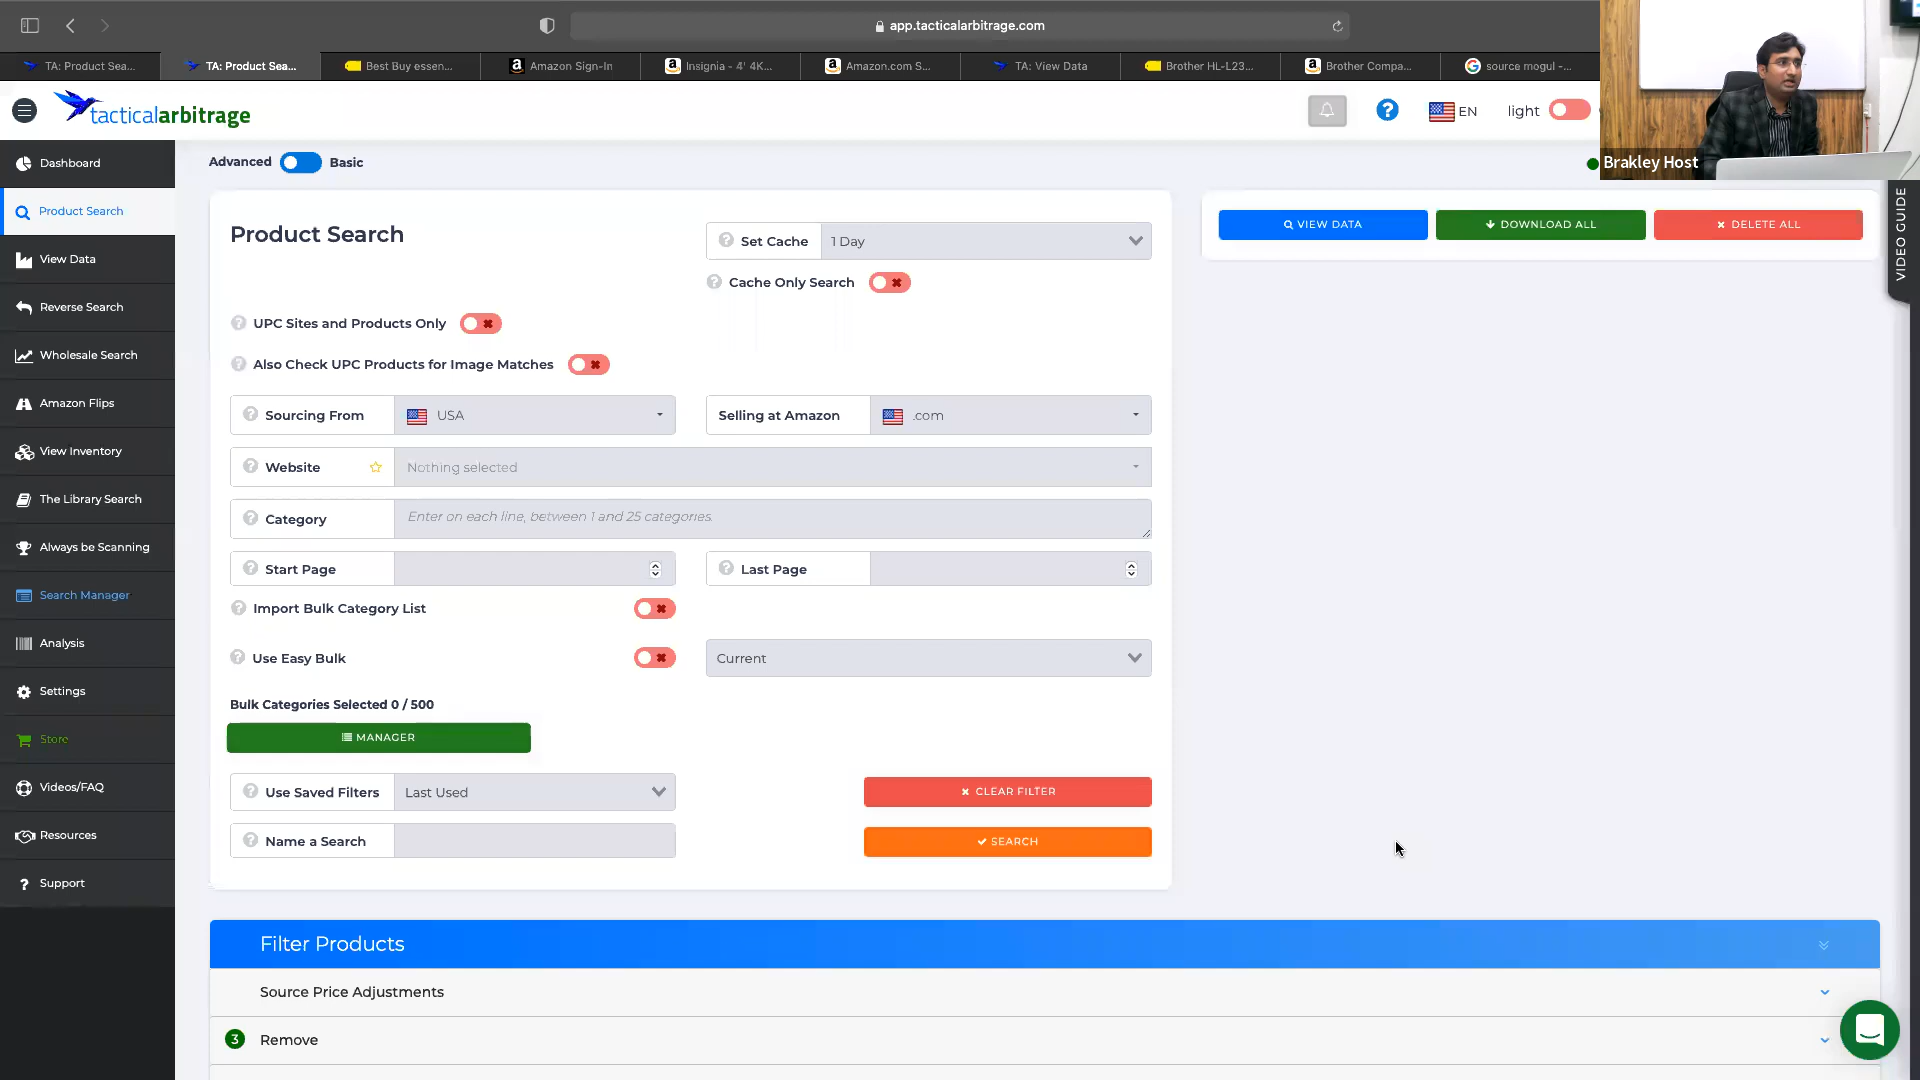 app.tacticalarbitrage.com
TA: Product Sea...
TA: Product Sea...
Best Buy essen...
Amazon Sign-In
Insignia - 4' 4K...
Amazon.com S...
TA: View Data
Brother HL-L23...
Brother Compa...
source mogul -...
tacticalarbitrage
EN
light
Brakley Host
Dashboard
Product Search
View Data
Reverse Search
Wholesale Search
Amazon Flips
View Inventory
The Library Search
Always be Scanning
Search Manager
Analysis
Settings
Store
Videos/FAQ
Resources
Support
Advanced Basic
Product Search
Set Cache 1 Day
Cache Only Search
UPC Sites and Products Only
Also Check UPC Products for Image Matches
Sourcing From USA
Selling at Amazon .com
Website Nothing selected
Category Enter on each line, between 1 and 25 categories.
Start Page
Last Page
Import Bulk Category List
Use Easy Bulk
Current
Bulk Categories Selected 0 / 500
MANAGER
Use Saved Filters Last Used
CLEAR FILTER
Name a Search
SEARCH
VIEW DATA
DOWNLOAD ALL
DELETE ALL
VIDEO GUIDE
Filter Products
Source Price Adjustments
3 Remove